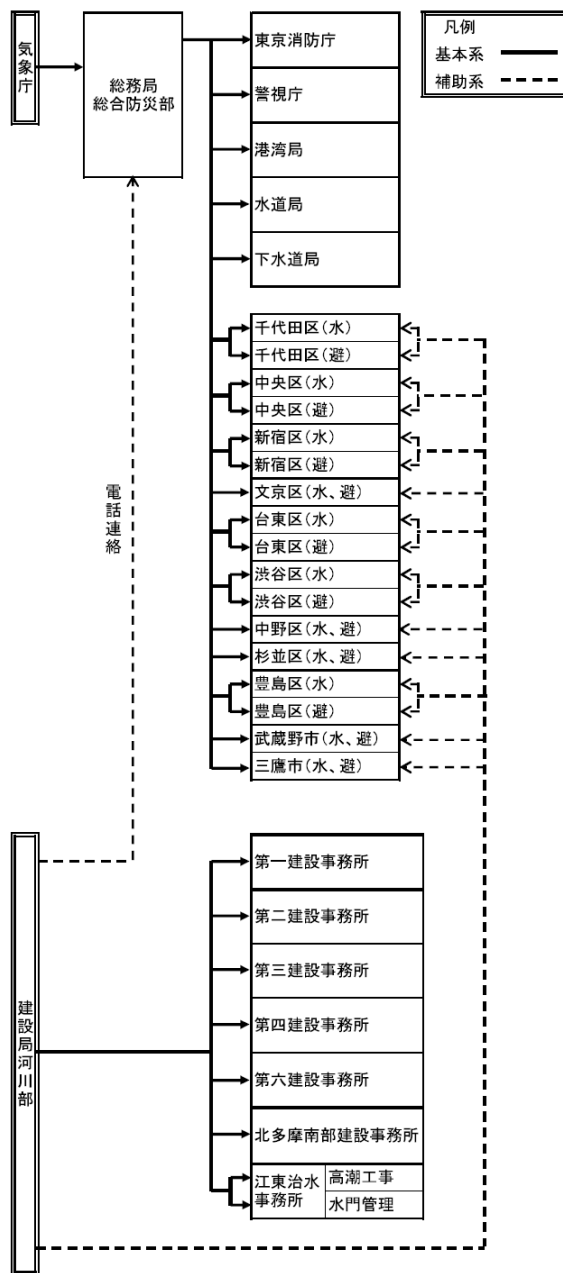 気象庁
総務局
総合防災部
東京消防庁
警視庁
港湾局
水道局
下水道局
凡例
基本系
補助系
千代田区(水)
千代田区(避)
中央区(水)
中央区(避)
新宿区(水)
新宿区(避)
文京区(水、避)
台東区(水)
台東区(避)
渋谷区(水)
渋谷区(避)
中野区(水、避)
杉並区(水、避)
豊島区(水)
豊島区(避)
武蔵野市(水、避)
三鷹市(水、避)
電話連絡
建設局河川部
第一建設事務所
第二建設事務所
第三建設事務所
第四建設事務所
第六建設事務所
北多摩南部建設事務所
江東治水
事務所
高潮工事
水門管理